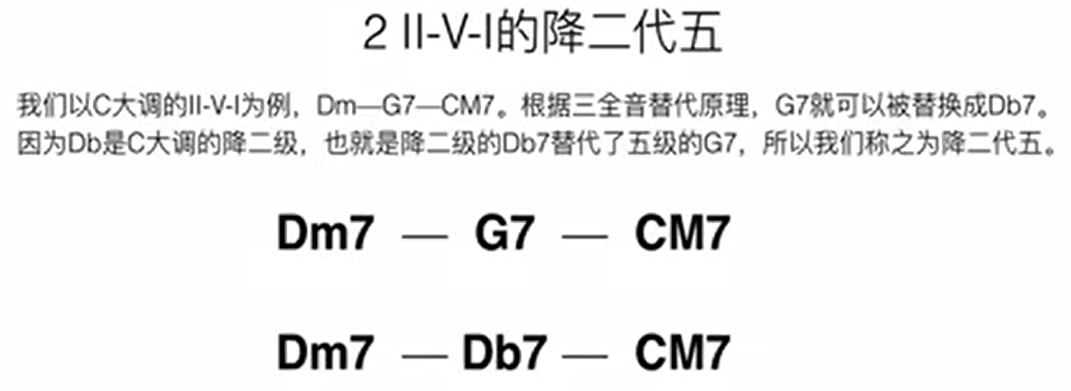 2 II-V-I的降二代五
我们以C大调的II-V-I为例，Dm—G7—CM7。根据三全音替代原理，G7就可以被替换成Db7。
因为Db是C大调的降二级，也就是降二级的Db7替代了五级的G7，所以我们称之为降二代五。
Dm7 — G7 — CM7
Dm7 — Db7 — CM7